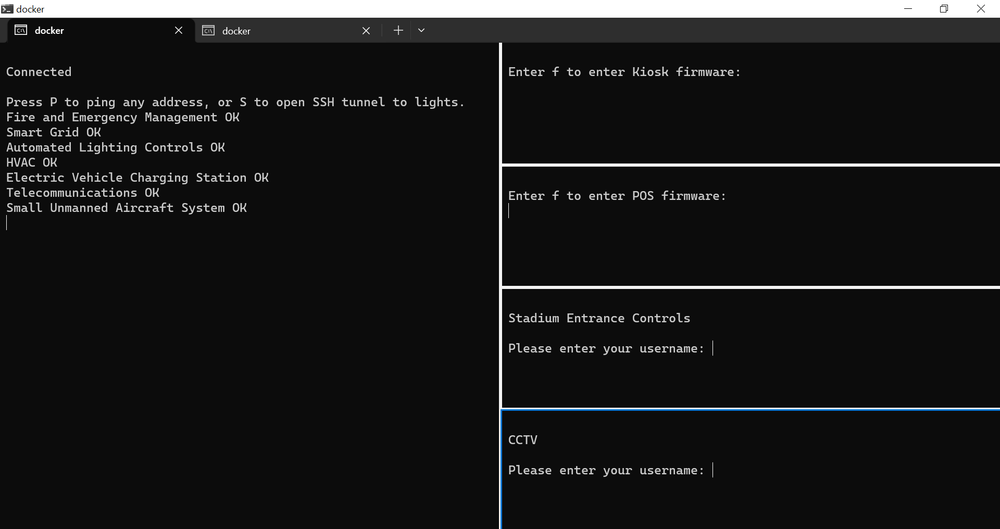 docker
docker
docker
Connected
Press P to ping any address, or S to open SSH tunnel to lights.
Fire and Emergency Management OK
Smart Grid OK
Automated Lighting Controls OK
HVAC OK
Electric Vehicle Charging Station OK
Telecommunications OK
Small Unmanned Aircraft System OK
Enter f to enter Kiosk firmware:
Enter f to enter POS firmware:
Stadium Entrance Controls
Please enter your username:
CCTV
Please enter your username: